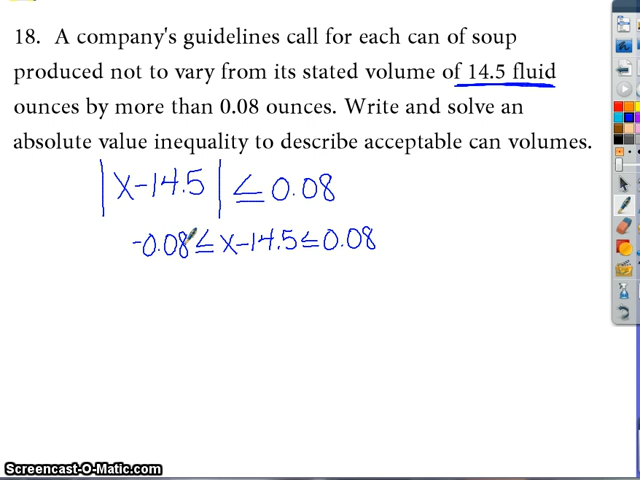 18. A company's guidelines call for each can of soup
produced not to vary from its stated volume of 14.5 fluid
ounces by more than 0.08 ounces. Write and solve an
absolute value inequality to describe acceptable can volumes.
|x-14.5| ≤ 0.08
-0.08 ≤ x-14.5 ≤ 0.08
Screencast-O-Matic.com